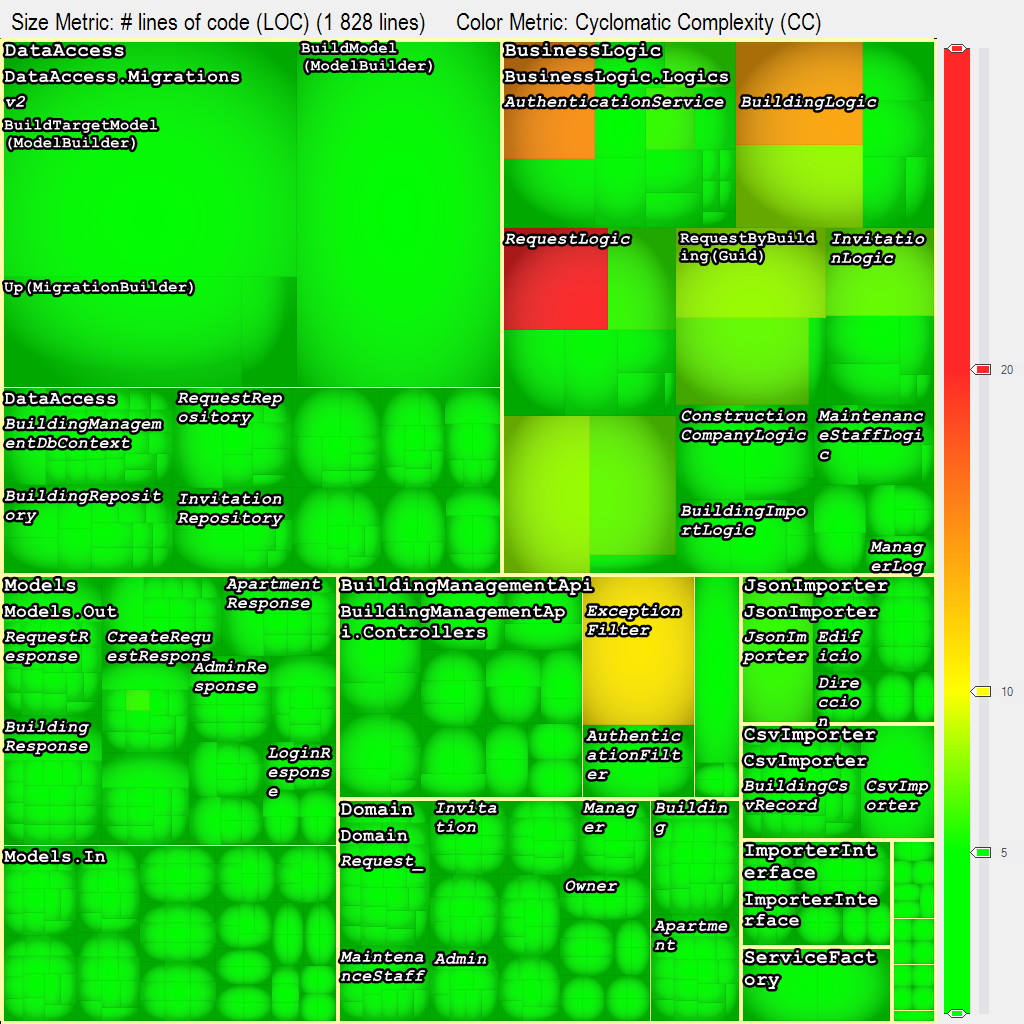 Size Metric: # lines of code (LOC) (1 828 lines)
Color Metric: Cyclomatic Complexity (CC)
DataAccess
DataAccess.Migrations
v2
BuildTargetModel
(ModelBuilder)
BuildModel
(ModelBuilder)
Up(MigrationBuilder)
DataAccess
BuildingManagem
entDbContext
RequestRep
ository
BuildingReposit
ory
Invitation
Repository
BusinessLogic
BusinessLogic.Logics
AuthenticationService
BuildingLogic
RequestLogic
RequestByBuild
ing(Guid)
Invitatio
nLogic
Construction
CompanyLogic
Maintenanc
eStaffLogi
c
BuildingImpo
rtLogic
Manag
erLog
Models
Models.Out
RequestR
esponse
CreateRequ
estRespons
Apartment
Response
AdminRe
sponse
Building
Response
LoginR
espons
e
Models.In
BuildingManagementApi
BuildingManagementAp
i.Controllers
Exception
Filter
Authentic
ationFilt
er
Domain
Domain
Request_
Invita
tion
Manag
er
Buildin
g
Owner
Apartme
nt
Maintena
nceStaff
Admin
JsonImporter
JsonImporter
JsonIm
porter
Edif
icio
Dire
ccio
n
CsvImporter
CsvImporter
BuildingCs
vRecord
CsvImp
orter
ImporterInt
erface
ImporterInte
rface
ServiceFact
ory
20
10
5